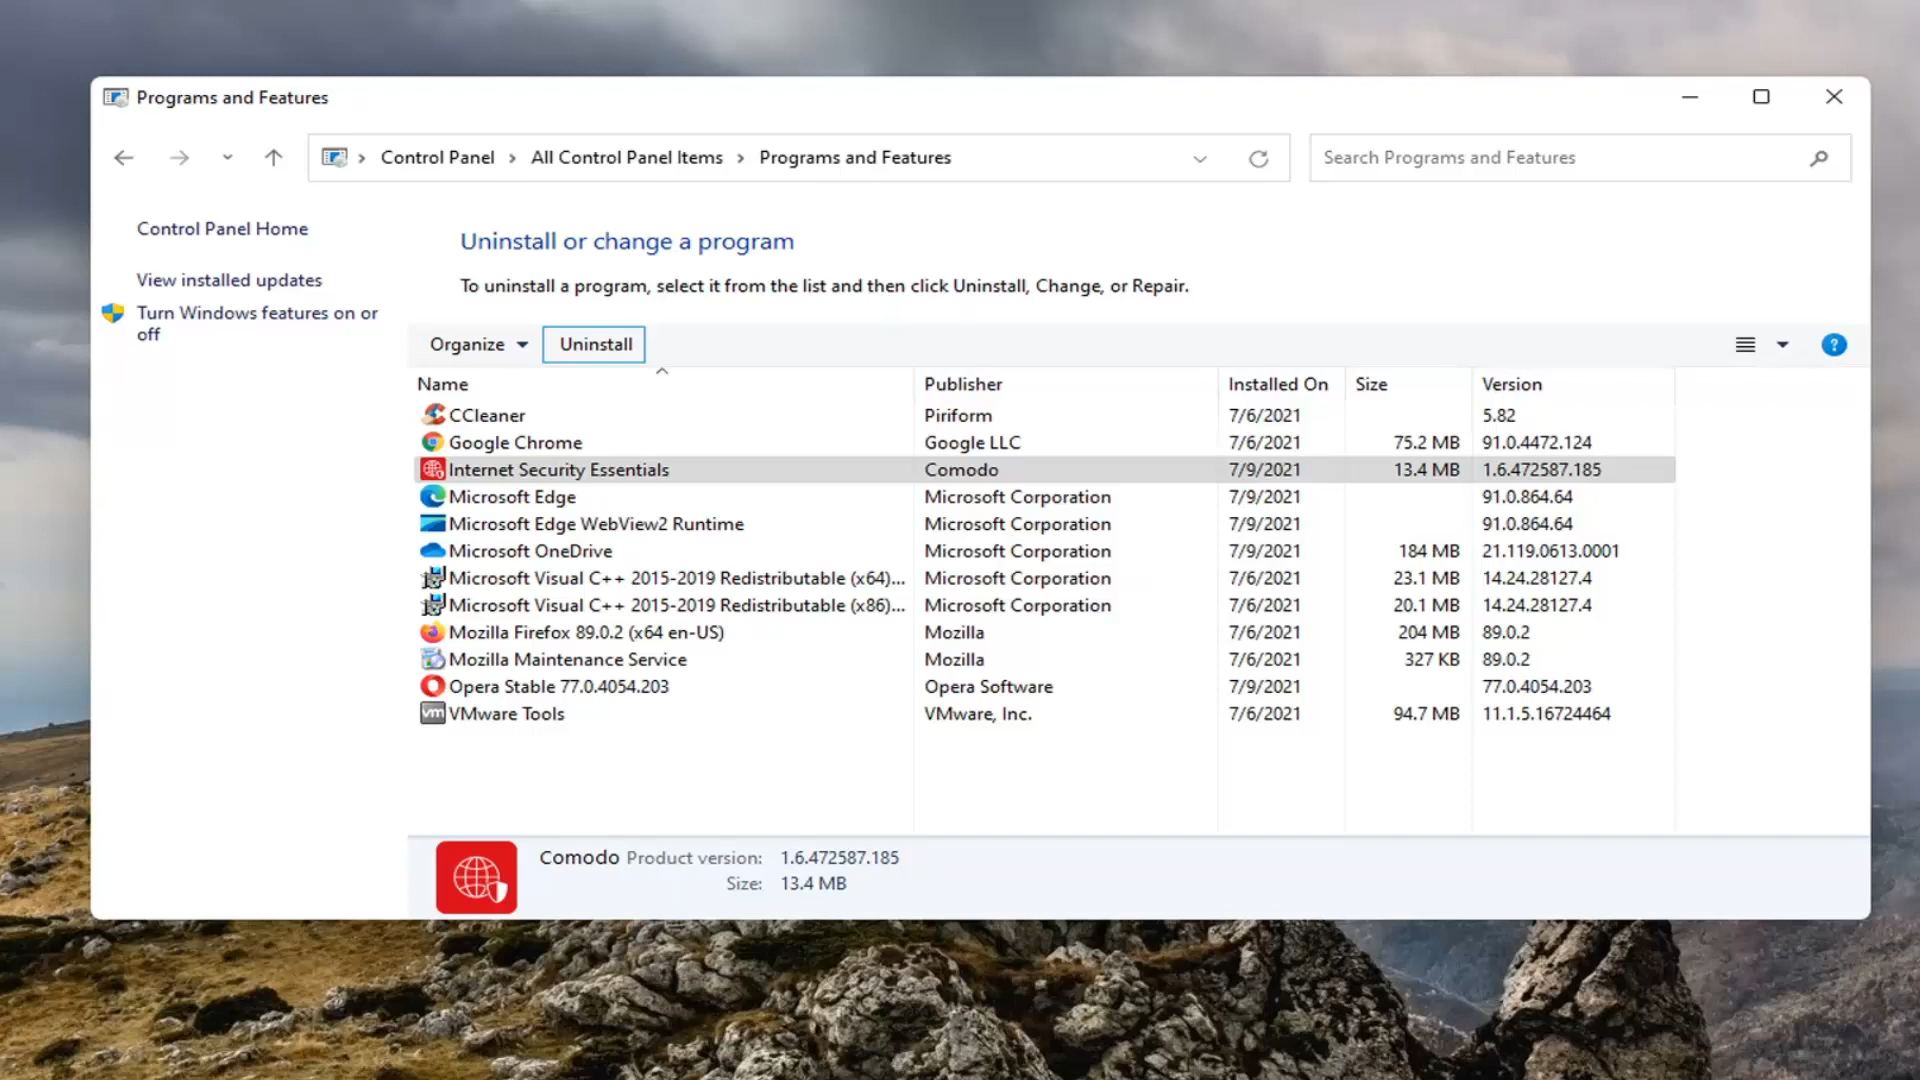 Programs and Features
Control Panel All Control Panel Items Programs and Features
Search Programs and Features
Control Panel Home
View installed updates
Turn Windows features on or
off
Uninstall or change a program
To uninstall a program, select it from the list and then click Uninstall, Change, or Repair.
Organize Uninstall ?
Name Publisher Installed On Size Version
CCleaner Piriform 7/6/2021 5.82
Google Chrome Google LLC 7/6/2021 75.2 MB 91.0.4472.124
Internet Security Essentials Comodo 7/9/2021 13.4 MB 1.6.472587.185
Microsoft Edge Microsoft Corporation 7/9/2021 91.0.864.64
Microsoft Edge WebView2 Runtime Microsoft Corporation 7/9/2021 91.0.864.64
Microsoft OneDrive Microsoft Corporation 7/9/2021 184 MB 21.119.0613.0001
Microsoft Visual C++ 2015-2019 Redistributable (x64)... Microsoft Corporation 7/6/2021 23.1 MB 14.24.28127.4
Microsoft Visual C++ 2015-2019 Redistributable (x86)... Microsoft Corporation 7/6/2021 20.1 MB 14.24.28127.4
Mozilla Firefox 89.0.2 (x64 en-US) Mozilla 7/6/2021 204 MB 89.0.2
Mozilla Maintenance Service Mozilla 7/6/2021 327 KB 89.0.2
Opera Stable 77.0.4054.203 Opera Software 7/9/2021 77.0.4054.203
vm VMware Tools VMware, Inc. 7/6/2021 94.7 MB 11.1.5.16724464
Comodo Product version: 1.6.472587.185
Size: 13.4 MB